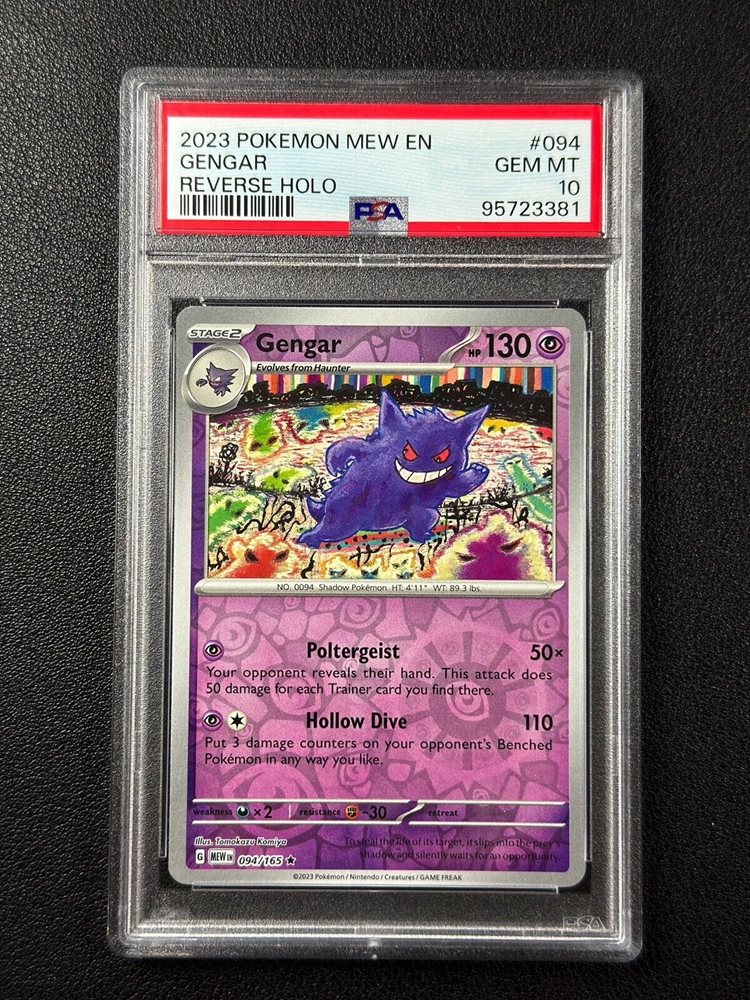 2023 POKEMON MEW EN #094
GENGAR GEM MT
REVERSE HOLO 10
PSA 95723381
STAGE2 Gengar HP 130
Evolves from Haunter
NO. 0094 Shadow Pokémon HT: 4'11" WT: 89.3 lbs.
Poltergeist 50×
Your opponent reveals their hand. This attack does
50 damage for each Trainer card you find there.
Hollow Dive 110
Put 3 damage counters on your opponent's Benched
Pokémon in any way you like.
weakness ×2 resistance -30 retreat
Illus. Tomokazu Komiya
To steal the life of its target, it slips into the prey's
shadow and silently waits for an opportunity.
G MEW EN 094/165
©2023 Pokémon / Nintendo / Creatures / GAME FREAK
PSA